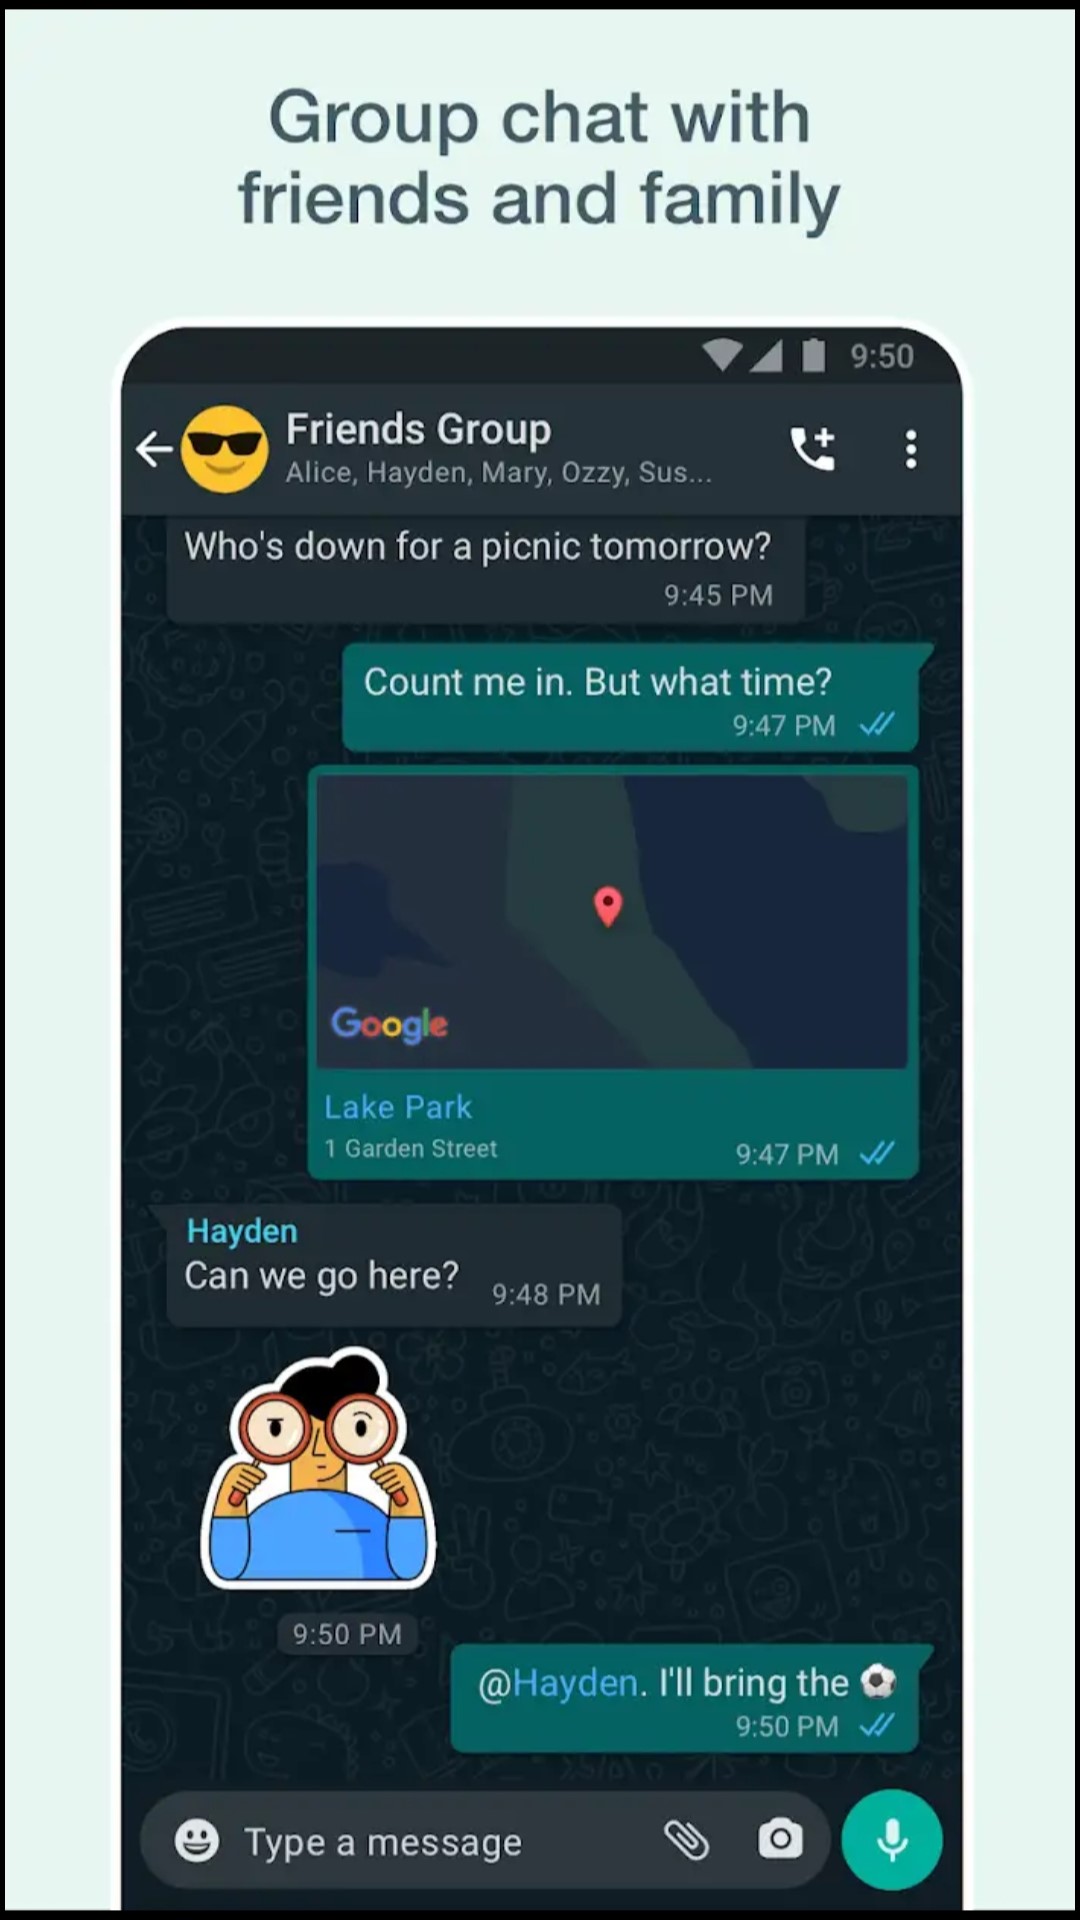 Group chat with
friends and family
9:50
Friends Group
Alice, Hayden, Mary, Ozzy, Sus...
Who's down for a picnic tomorrow?
9:45 PM
Count me in. But what time?
9:47 PM
Google
Lake Park
1 Garden Street
9:47 PM
Hayden
Can we go here?
9:48 PM
9:50 PM
@Hayden. I'll bring the ⚽
9:50 PM
Type a message